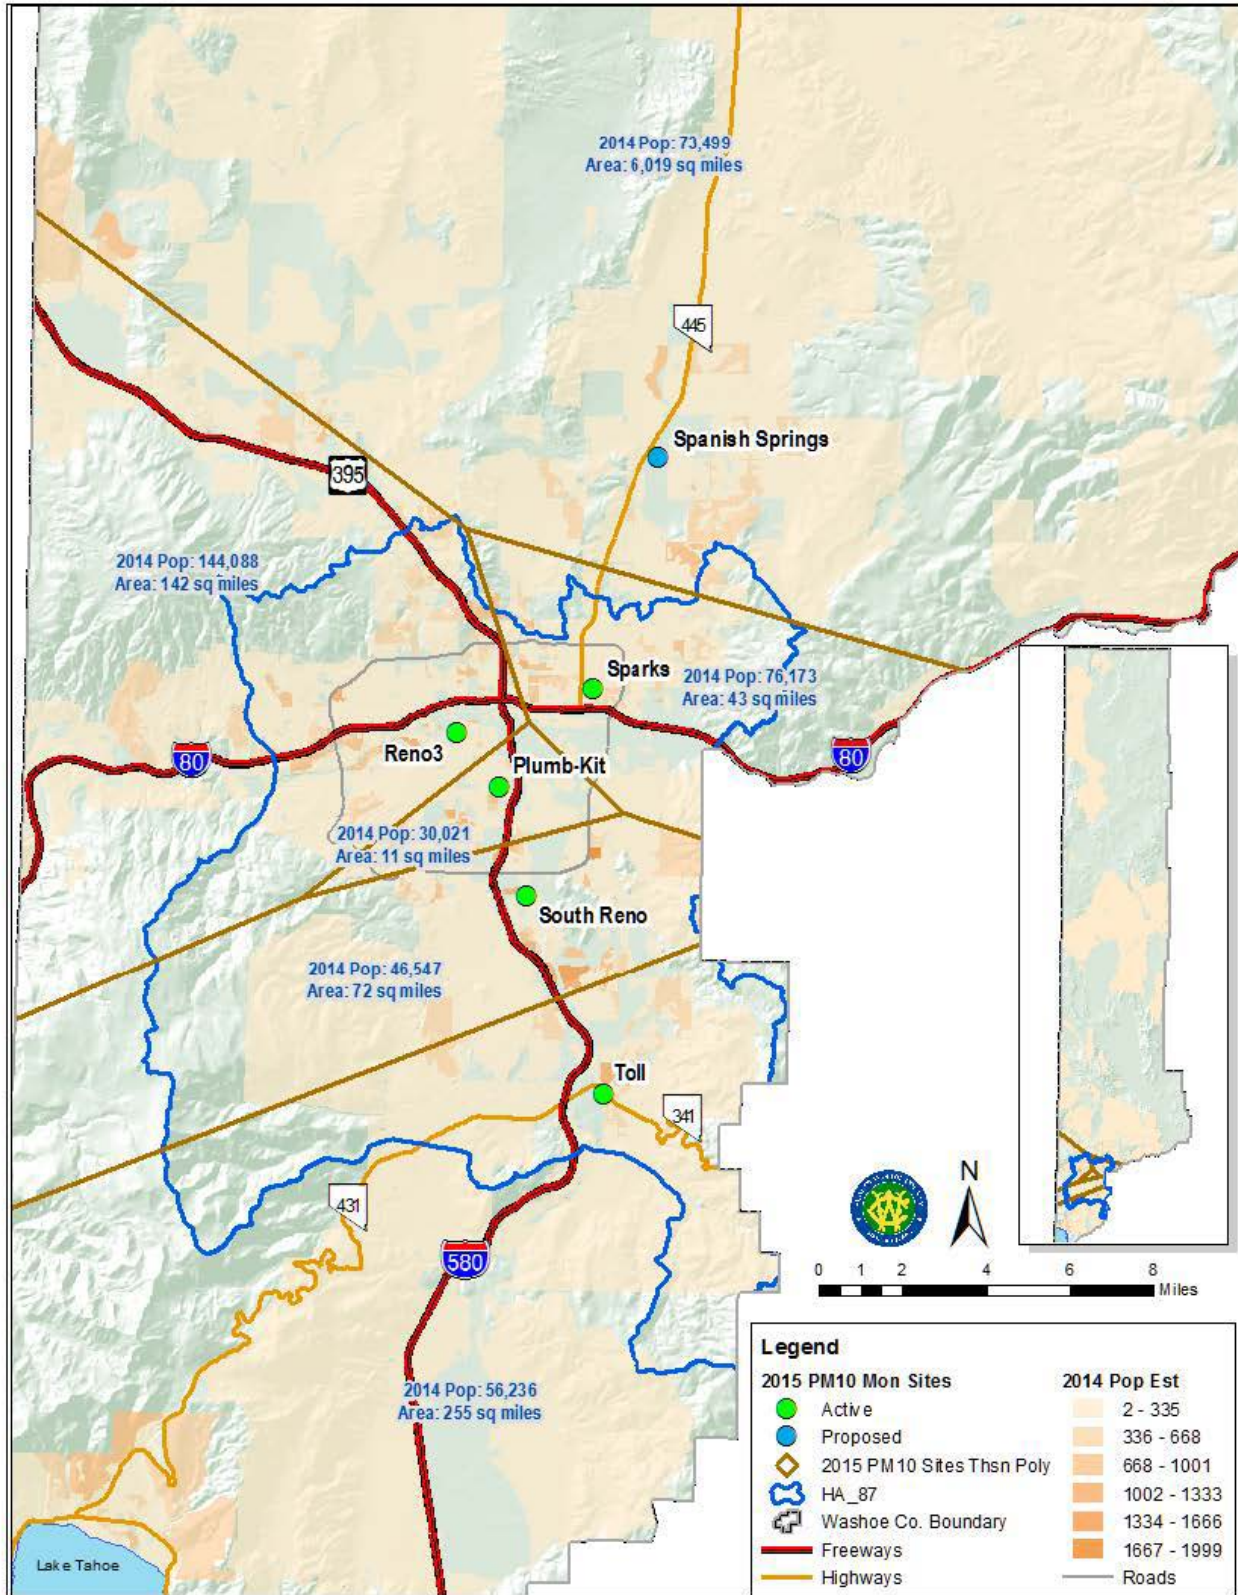 2014 Pop: 73,499
Area: 6,019 sq miles
445
Spanish Springs
395
2014 Pop: 144,088
Area: 142 sq miles
Sparks
2014 Pop: 76,173
Area: 43 sq miles
Reno3
80
Plumb-Kit
80
2014 Pop: 30,021
Area: 11 sq miles
South Reno
2014 Pop: 46,547
Area: 72 sq miles
Toll
341
431
N
580
0 1 2 4 6 8
Miles
2014 Pop: 56,236
Area: 255 sq miles
Lake Tahoe
Legend
2015 PM10 Mon Sites
Active
Proposed
2015 PM10 Sites Thsn Poly
HA_87
Washoe Co. Boundary
Freeways
Highways
2014 Pop Est
2 - 335
336 - 668
668 - 1001
1002 - 1333
1334 - 1666
1667 - 1999
Roads